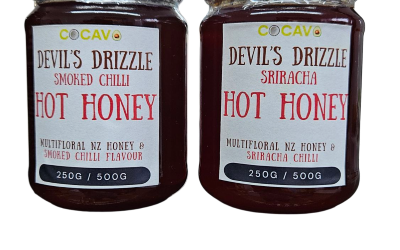 COCAVO
DEVIL'S DRIZZLE
SMOKED CHILLI
HOT HONEY
MULTIFLORAL NZ HONEY &
SMOKED CHILLI FLAVOUR
250G / 500G
COCAVO
DEVIL'S DRIZZLE
SRIRACHA
HOT HONEY
MULTIFLORAL NZ HONEY &
SRIRACHA CHILLI
250G / 500G